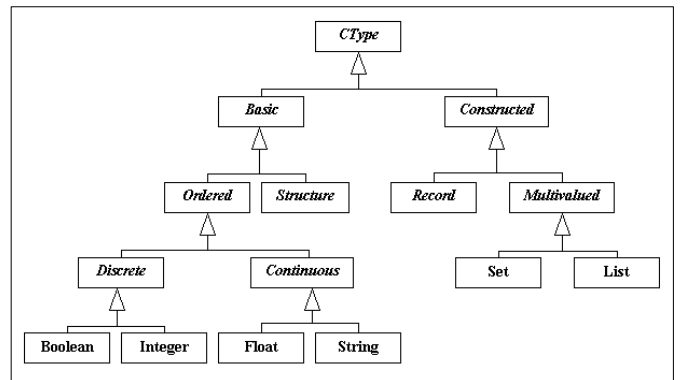 CType
Basic
Constructed
Ordered
Structure
Record
Multivalued
Discrete
Continuous
Set
List
Boolean
Integer
Float
String